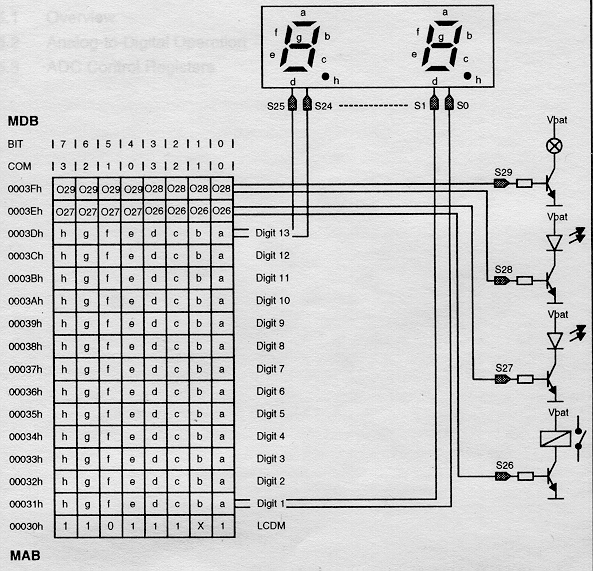 5.1 Overview
5.2 Analog-to-Digital Operation
ADC Control Registers
a a
f g b f g b
e c e c
d h d h
S25 S24 S1 S0
MDB
BIT 7 6 5 4 3 2 1 0
COM 3 2 1 0 3 2 1 0
0003Fh O29 O29 O29 O29 O28 O28 O28 O28
0003Eh O27 O27 O27 O27 O26 O26 O26 O26
0003Dh h g f e d c b a Digit 13
0003Ch h g f e d c b a Digit 12
0003Bh h g f e d c b a Digit 11
0003Ah h g f e d c b a Digit 10
00039h h g f e d c b a Digit 9
00038h h g f e d c b a Digit 8
00037h h g f e d c b a Digit 7
00036h h g f e d c b a Digit 6
00035h h g f e d c b a Digit 5
00034h h g f e d c b a Digit 4
00033h h g f e d c b a Digit 3
00032h h g f e d c b a Digit 2
00031h h g f e d c b a Digit 1
00030h 1 1 0 1 1 1 X 1 LCDM
MAB
Vbat
S29
Vbat
S28
Vbat
S27
Vbat
S26